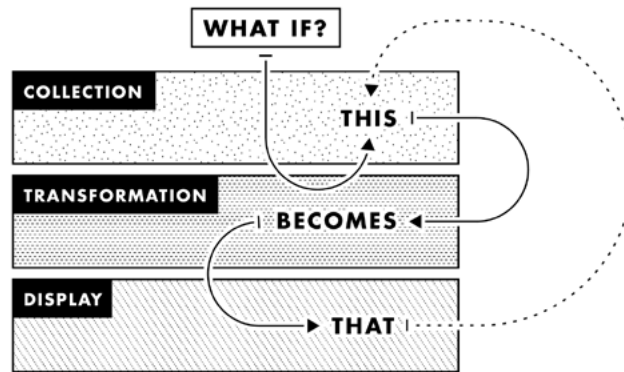 WHAT IF?
COLLECTION
THIS
TRANSFORMATION
BECOMES
DISPLAY
THAT